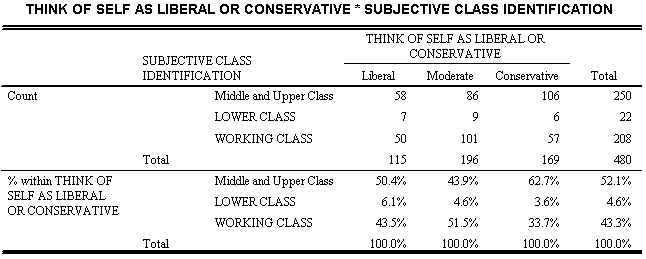 THINK OF SELF AS LIBERAL OR CONSERVATIVE * SUBJECTIVE CLASS IDENTIFICATION
THINK OF SELF AS LIBERAL OR
CONSERVATIVE
SUBJECTIVE CLASS
IDENTIFICATION
Liberal Moderate Conservative Total
Count Middle and Upper Class 58 86 106 250
LOWER CLASS 7 9 6 22
WORKING CLASS 50 101 57 208
Total 115 196 169 480
% within THINK OF
SELF AS LIBERAL
OR CONSERVATIVE
Middle and Upper Class 50.4% 43.9% 62.7% 52.1%
LOWER CLASS 6.1% 4.6% 3.6% 4.6%
WORKING CLASS 43.5% 51.5% 33.7% 43.3%
Total 100.0% 100.0% 100.0% 100.0%